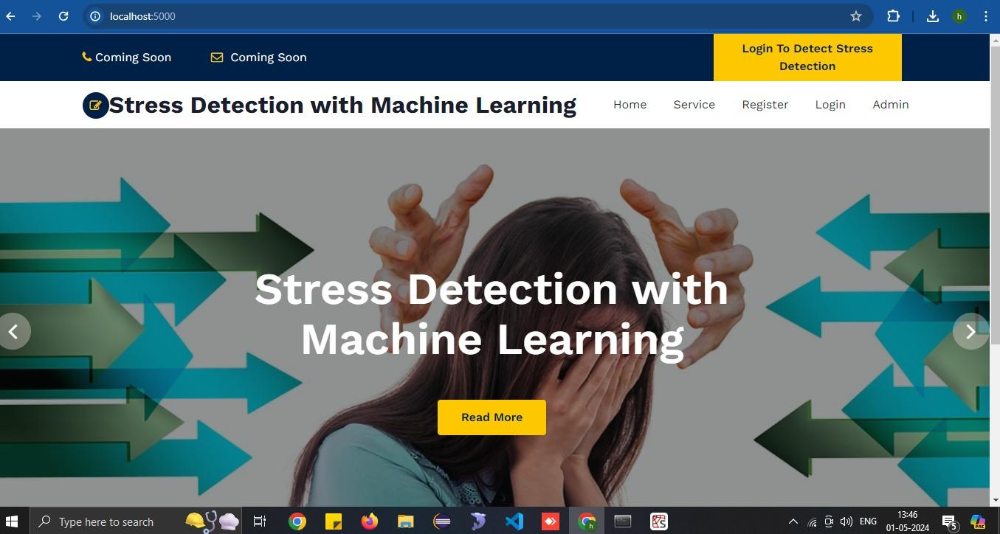 localhost:5000
h
Coming Soon
Coming Soon
Login To Detect Stress
Detection
Stress Detection with Machine Learning
Home
Service
Register
Login
Admin
Stress Detection with
Machine Learning
Read More
Type here to search
h
ENG
13:46
01-05-2024
5
PRE